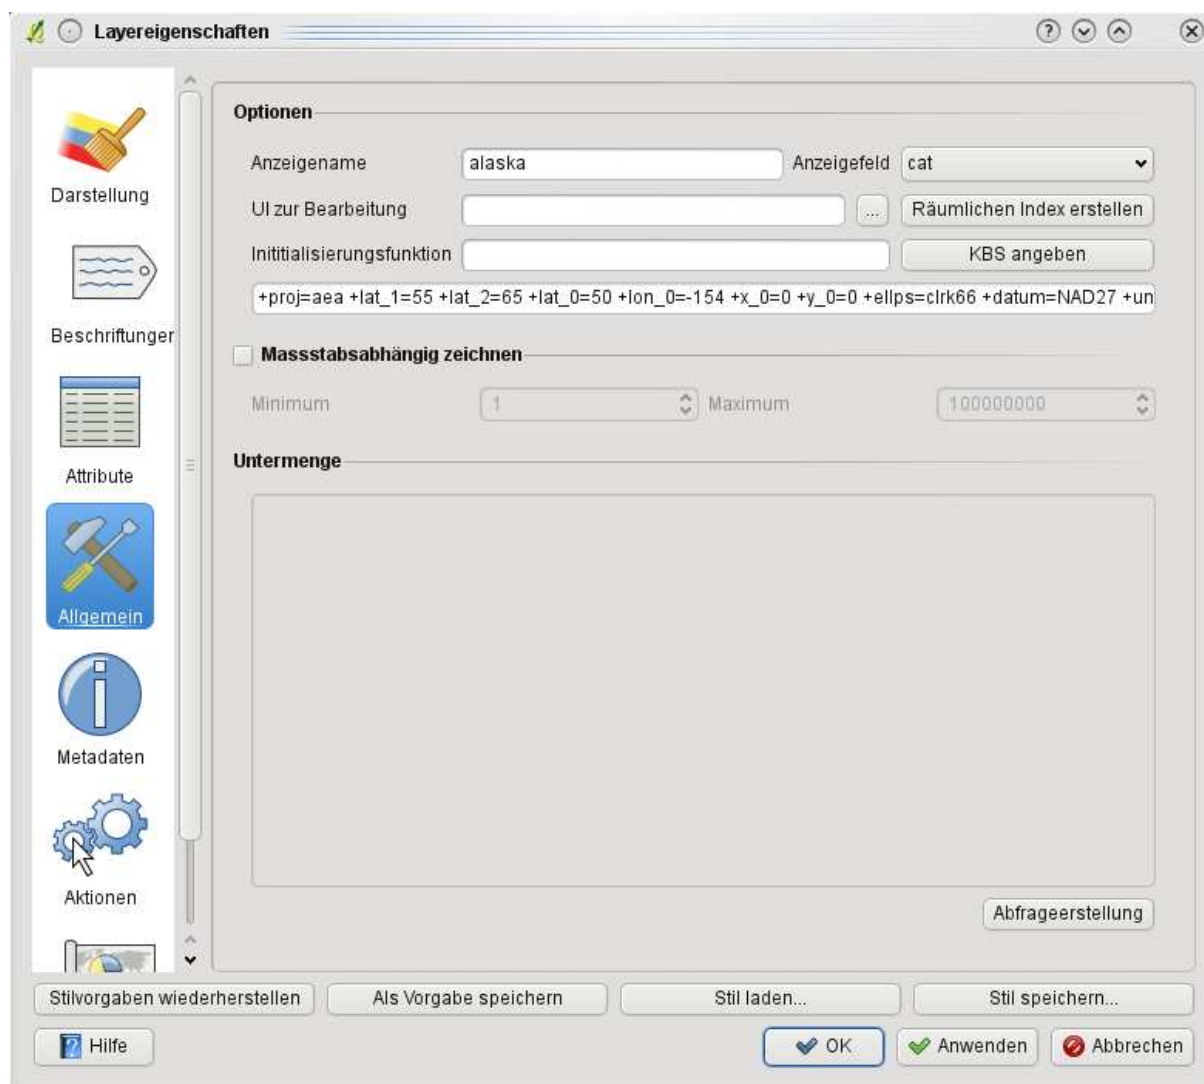 Layereigenschaften
Darstellung
Beschriftunger
Attribute
Allgemein
Metadaten
Aktionen
Optionen
Anzeigename alaska Anzeigefeld cat
UI zur Bearbeitung ... Räumlichen Index erstellen
Inititialisierungsfunktion KBS angeben
+proj=aea +lat_1=55 +lat_2=65 +lat_0=50 +lon_0=-154 +x_0=0 +y_0=0 +ellps=clrk66 +datum=NAD27 +un
Massstabsabhängig zeichnen
Minimum 1 Maximum 100000000
Untermenge
Abfrageerstellung
Stilvorgaben wiederherstellen Als Vorgabe speichern Stil laden... Stil speichern...
Hilfe OK Anwenden Abbrechen